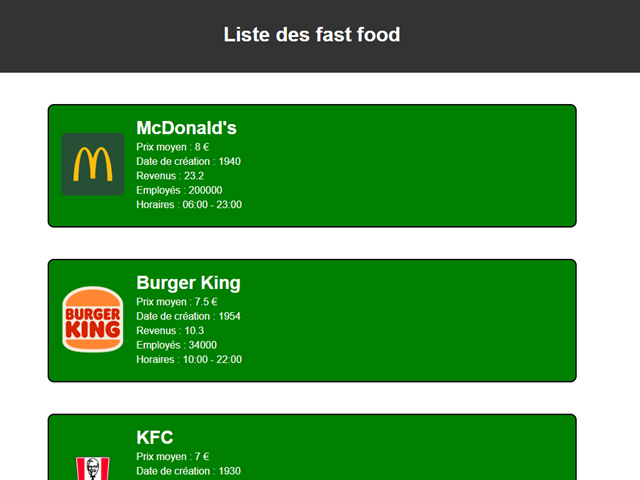 Liste des fast food
McDonald's
Prix moyen : 8 €
Date de création : 1940
Revenus : 23.2
Employés : 200000
Horaires : 06:00 - 23:00
BURGER
KING
Burger King
Prix moyen : 7.5 €
Date de création : 1954
Revenus : 10.3
Employés : 34000
Horaires : 10:00 - 22:00
KFC
Prix moyen : 7 €
Date de création : 1930